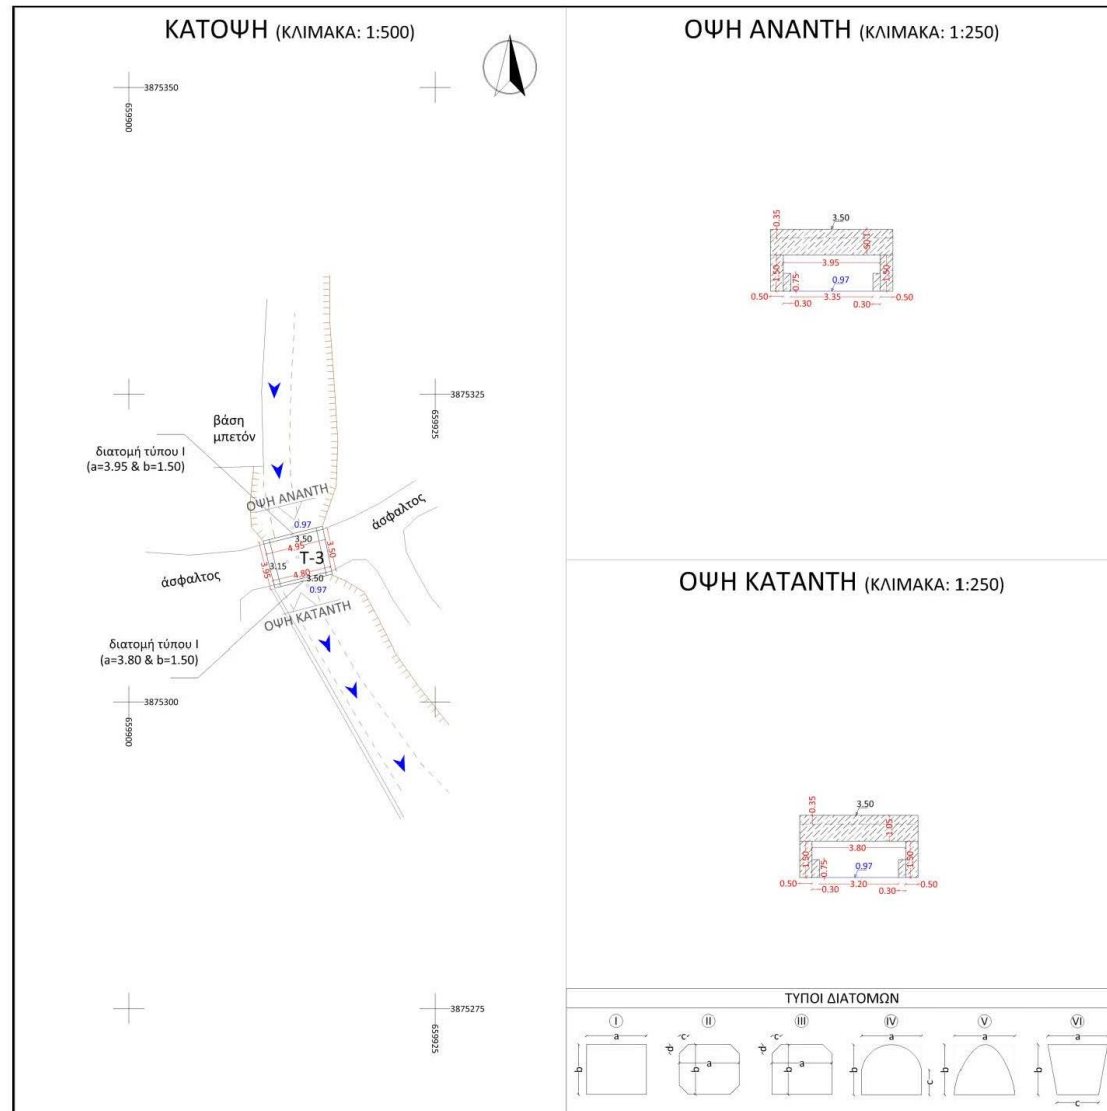 ΚΑΤΟΨΗ (ΚΛΙΜΑΚΑ: 1:500)
3875350
659900
3875325
659925
βάση
μπετόν
διατομή τύπου Ι
(a=3.95 & b=1.50)
ΟΨΗ ΑΝΑΝΤΗ
άσφαλτος
0.97
3.50
4.95
3.50
Τ-3
3.95
3.15
4.80
3.50
0.97
άσφαλτος
ΟΨΗ ΚΑΤΑΝΤΗ
διατομή τύπου Ι
(a=3.80 & b=1.50)
3875300
659900
3875275
659925
ΟΨΗ ΑΝΑΝΤΗ (ΚΛΙΜΑΚΑ: 1:250)
0.35
3.50
1.05
3.95
1.50
0.75
0.97
1.50
0.50
3.35
0.50
0.30
0.30
ΟΨΗ ΚΑΤΑΝΤΗ (ΚΛΙΜΑΚΑ: 1:250)
0.35
3.50
1.05
3.80
1.50
0.75
0.97
1.50
0.50
3.20
0.50
0.30
0.30
ΤΥΠΟΙ ΔΙΑΤΟΜΩΝ
I II III IV V VI
a c c a a a
d d
b b a b a b b b
c
c